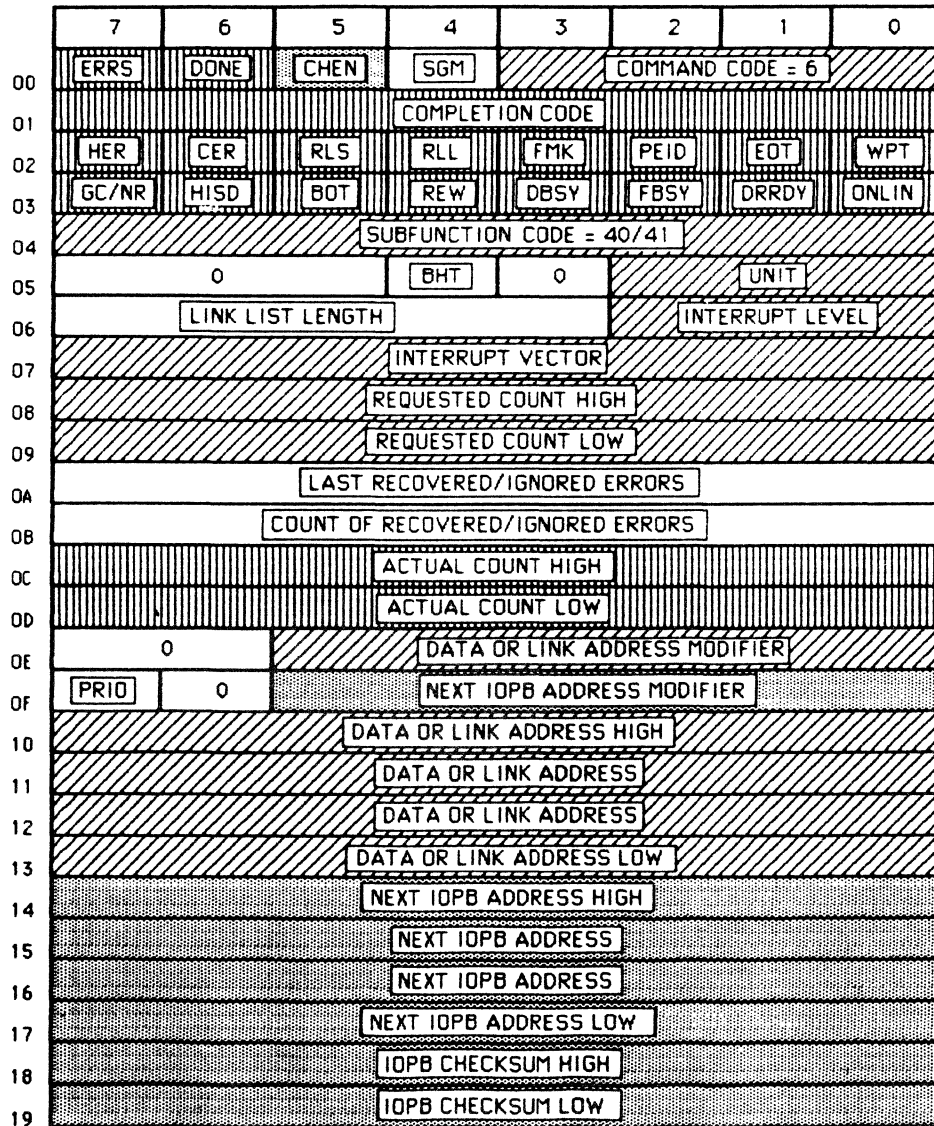 7 6 5 4 3 2 1 0
00 ERRS DONE CHEN SGM COMMAND CODE = 6
01 COMPLETION CODE
02 HER CER RLS RLL FMK PEID EOT WPT
03 GC/NR HISD BOT REW DBSY FBSY DRRDY ONLIN
04 SUBFUNCTION CODE = 40/41
05 0 BHT 0 UNIT
06 LINK LIST LENGTH INTERRUPT LEVEL
07 INTERRUPT VECTOR
08 REQUESTED COUNT HIGH
09 REQUESTED COUNT LOW
0A LAST RECOVERED/IGNORED ERRORS
0B COUNT OF RECOVERED/IGNORED ERRORS
0C ACTUAL COUNT HIGH
0D ACTUAL COUNT LOW
0E 0 DATA OR LINK ADDRESS MODIFIER
0F PRIO 0 NEXT IOPB ADDRESS MODIFIER
10 DATA OR LINK ADDRESS HIGH
11 DATA OR LINK ADDRESS
12 DATA OR LINK ADDRESS
13 DATA OR LINK ADDRESS LOW
14 NEXT IOPB ADDRESS HIGH
15 NEXT IOPB ADDRESS
16 NEXT IOPB ADDRESS
17 NEXT IOPB ADDRESS LOW
18 IOPB CHECKSUM HIGH
19 IOPB CHECKSUM LOW